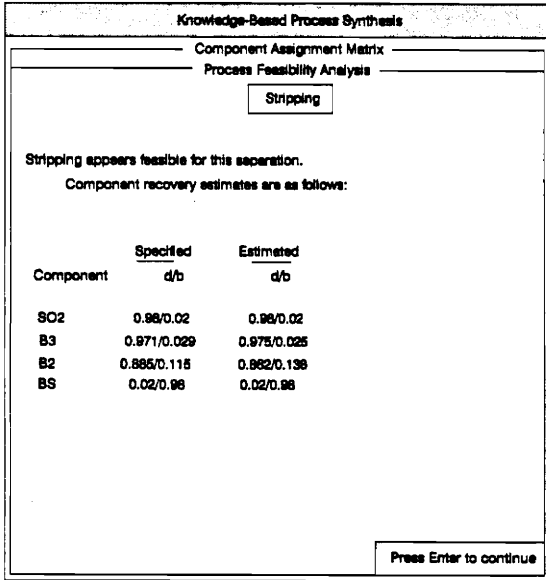 Knowledge-Based Process Synthesis
Component Assignment Matrix
Process Feasibility Analysis
Stripping
Stripping appears feasible for this separation.
Component recovery estimates are as follows:
Specified Estimated
Component d/b d/b
SO2 0.98/0.02 0.98/0.02
B3 0.971/0.029 0.975/0.025
B2 0.885/0.115 0.862/0.138
BS 0.02/0.98 0.02/0.98
Press Enter to continue